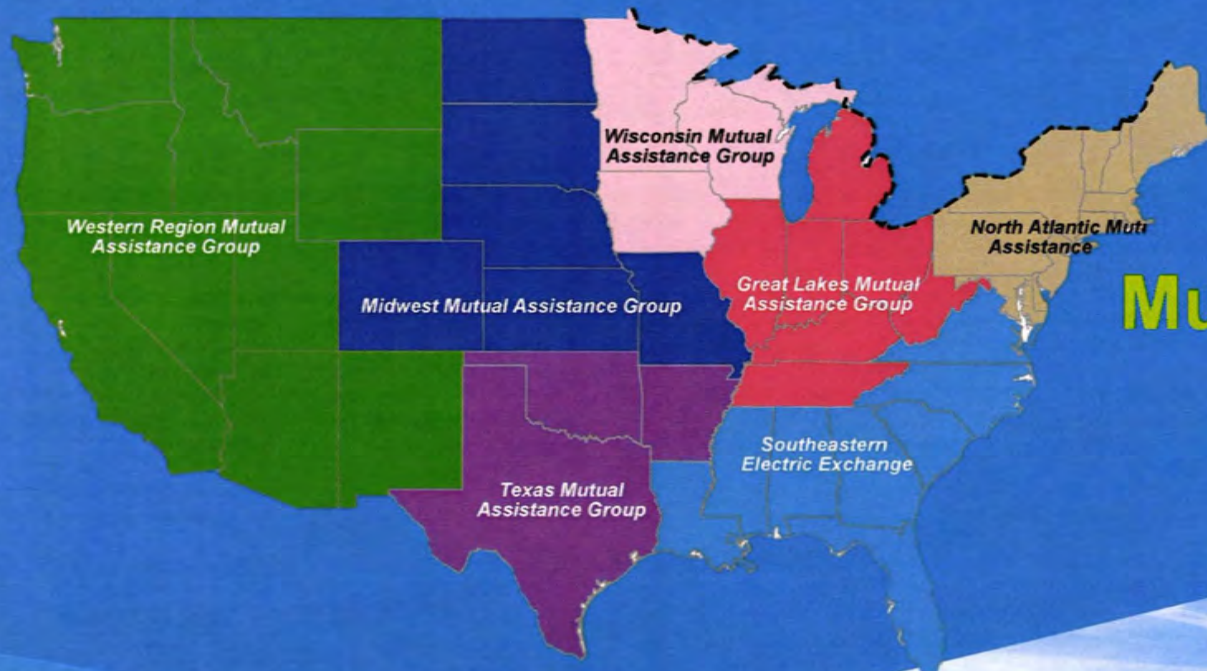 Wisconsin Mutual
Assistance Group
Western Region Mutual
Assistance Group
North Atlantic Mut
Assistance
Great Lakes Mutual
Assistance Group
Midwest Mutual Assistance Group
Mu
Southeastern
Electric Exchange
Texas Mutual
Assistance Group